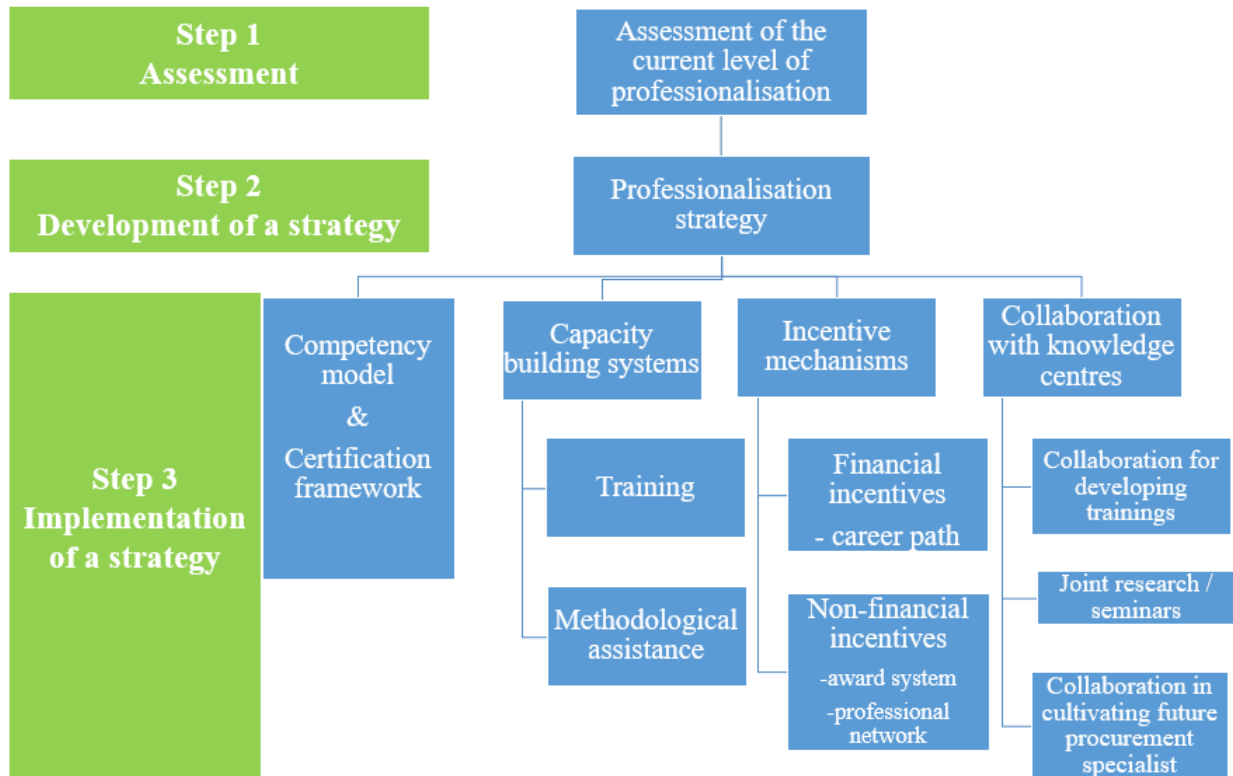 Step 1
Assessment
Assessment of the
current level of
professionalisation
Step 2
Development of a strategy
Professionalisation
strategy
Step 3
Implementation
of a strategy
Competency
model
&
Certification
framework
Capacity
building systems
Training
Methodological
assistance
Incentive
mechanisms
Financial
incentives
- career path
Non-financial
incentives
-award system
-professional
network
Collaboration
with knowledge
centres
Collaboration for
developing
trainings
Joint research /
seminars
Collaboration in
cultivating future
procurement
specialist